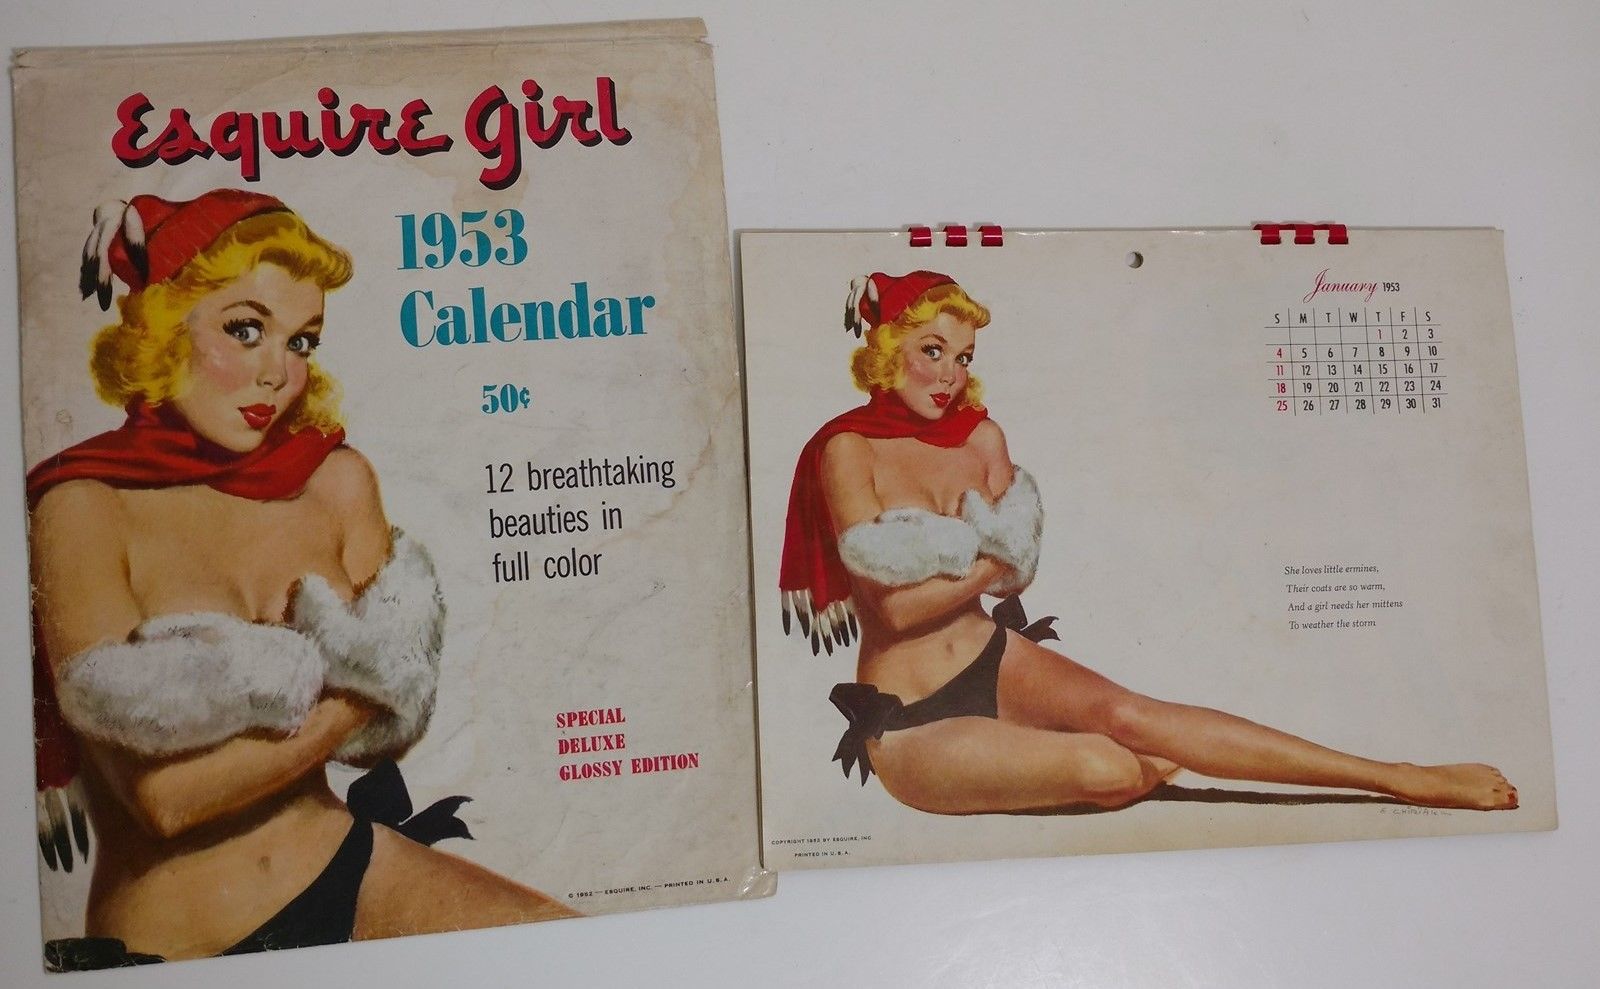 Esquire Girl
1953
Calendar
50¢
12 breathtaking
beauties in
full color
SPECIAL
DELUXE
GLOSSY EDITION
© 1952 — ESQUIRE, INC. — PRINTED IN U.S.A.
January 1953
S M T W T F S
1 2 3
4 5 6 7 8 9 10
11 12 13 14 15 16 17
18 19 20 21 22 23 24
25 26 27 28 29 30 31
She loves little ermines,
Their coats are so warm,
And a girl needs her mittens
To weather the storm
COPYRIGHT 1952 BY ESQUIRE, INC.
PRINTED IN U.S.A.